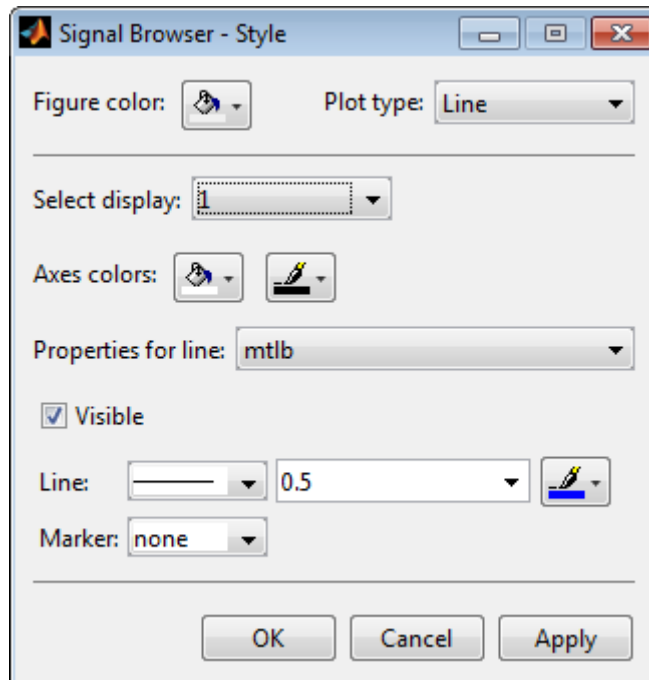 Signal Browser - Style
Figure color: Plot type: Line
Select display: 1
Axes colors:
Properties for line: mtlb
Visible
Line: 0.5
Marker: none
OK Cancel Apply